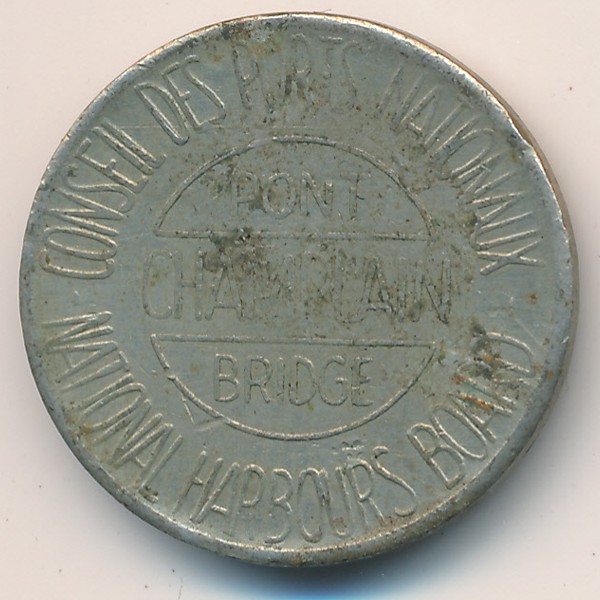 CONSEIL DES PORTS NATIONAUX
PONT
CHAMPLAIN
BRIDGE
NATIONAL HARBOURS BOARD